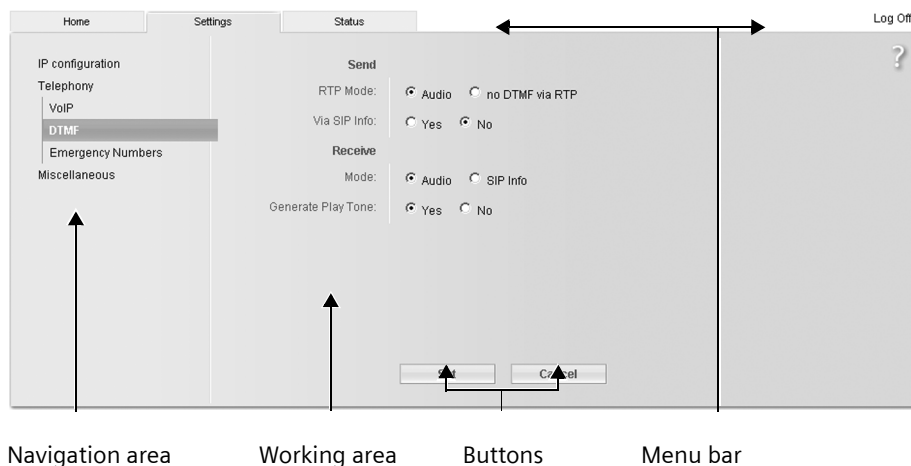 Home Settings Status Log Off
?
IP configuration
Telephony
VoIP
DTMF
Emergency Numbers
Miscellaneous
Send
RTP Mode: Audio no DTMF via RTP
Via SIP Info: Yes No
Receive
Mode: Audio SIP Info
Generate Play Tone: Yes No
Set Cancel
Navigation area Working area Buttons Menu bar